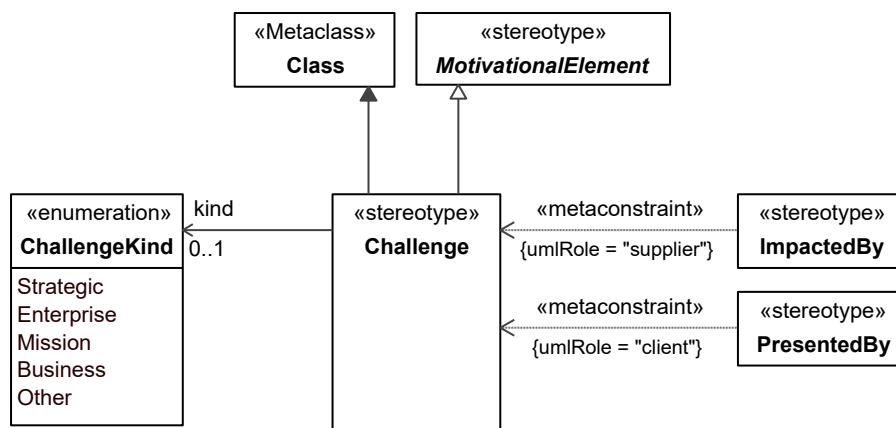 «Metaclass»
Class
«stereotype»
MotivationalElement
«enumeration»
ChallengeKind
Strategic
Enterprise
Mission
Business
Other
kind
0..1
«stereotype»
Challenge
«metaconstraint»
{umlRole = "supplier"}
«stereotype»
ImpactedBy
«metaconstraint»
{umlRole = "client"}
«stereotype»
PresentedBy